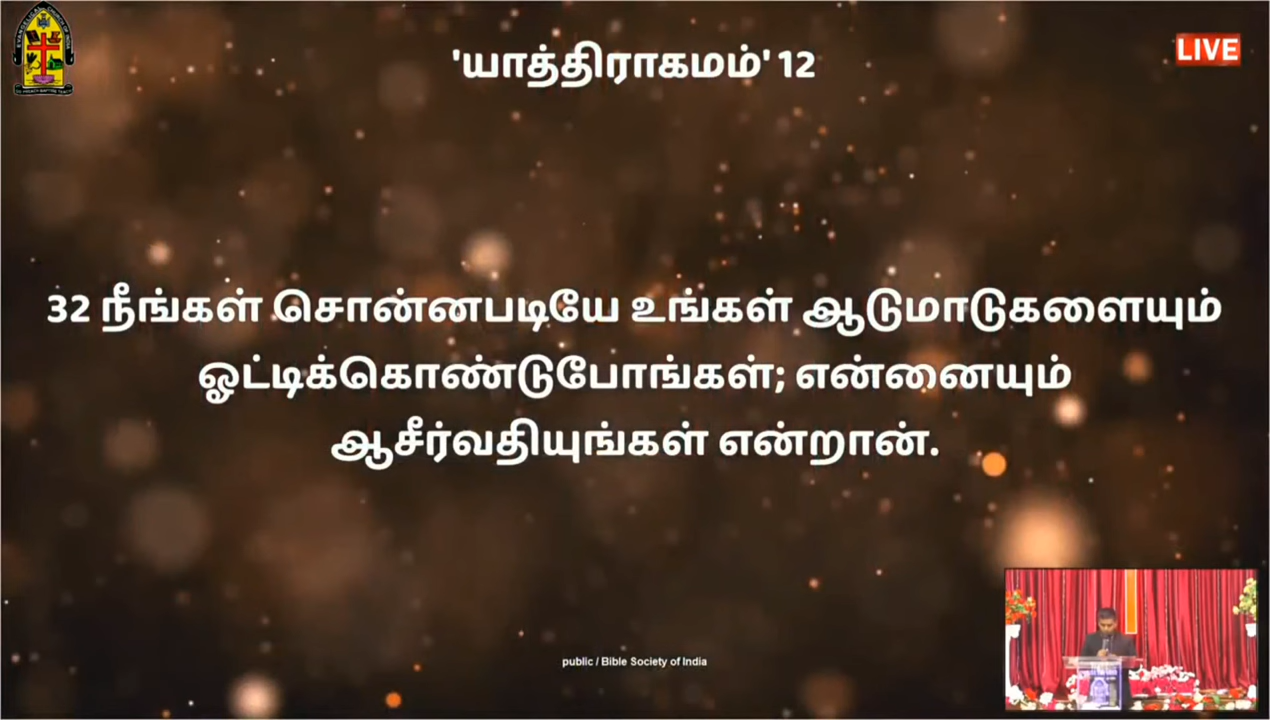 'யாத்திராகமம்' 12
LIVE
32 நீங்கள் சொன்னபடியே உங்கள் ஆடுமாடுகளையும்
ஓட்டிக்கொண்டுபோங்கள்; என்னையும்
ஆசீர்வதியுங்கள் என்றான்.
public / Bible Society of India